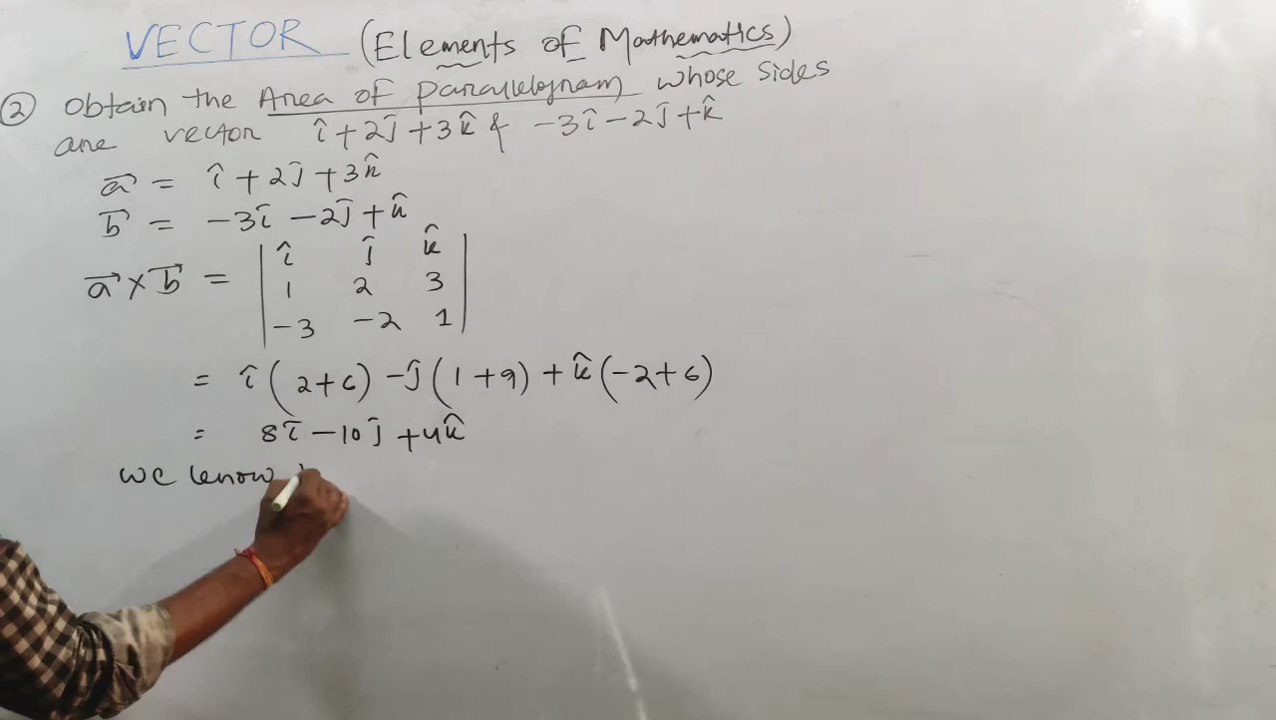 VECTOR (Elements of Mathematics)
② Obtain the Area of parallelogram whose sides
are vector î + 2ĵ + 3k̂ & -3î - 2ĵ + k̂
a⃗ = î + 2ĵ + 3k̂
b⃗ = -3î - 2ĵ + k̂
a⃗ × b⃗ = | î ĵ k̂ |
| 1 2 3 |
| -3 -2 1 |
= î (2+6) - ĵ (1+9) + k̂ (-2+6)
= 8î - 10ĵ + 4k̂
we know